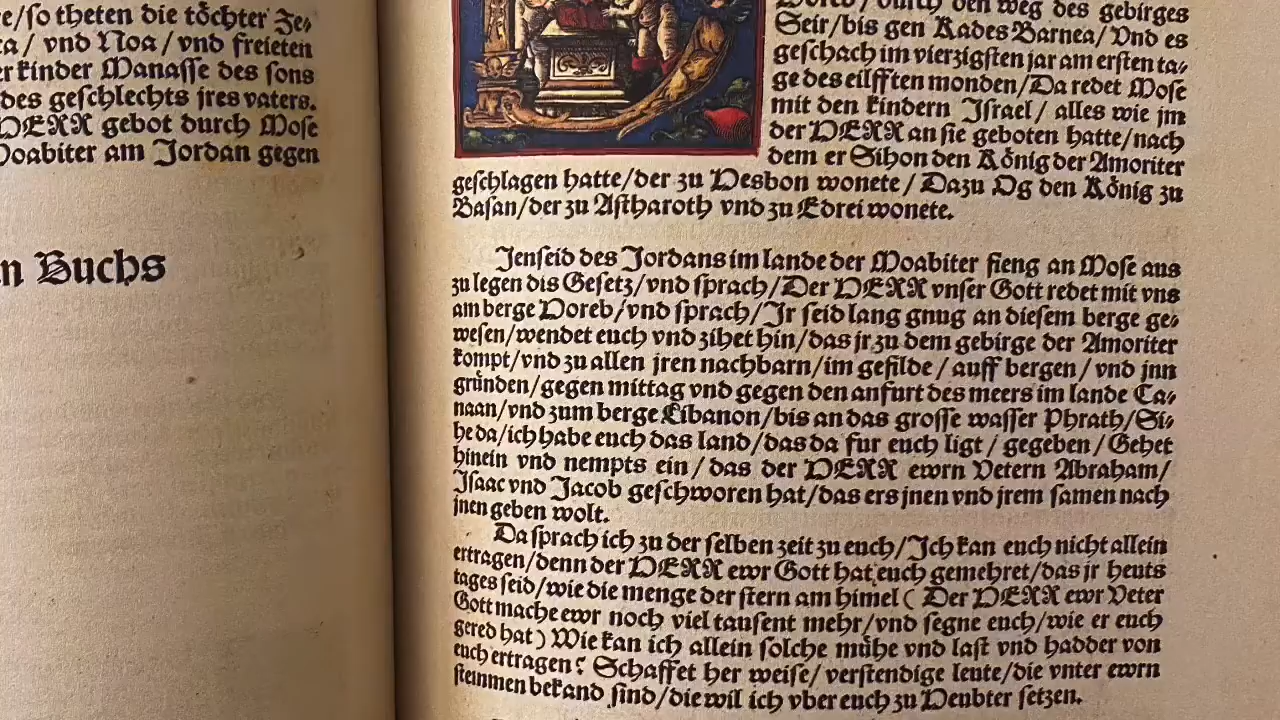 e/so theten die töchter Ze⸗
a/ vnd Noa/ vnd freieten
er kinder Manasse des sons
des geschlechts jres vaters.
HERR gebot durch Mose
Moabiter am Jordan gegen
n Buchs
durch den weg des gebirges
Seir/bis gen Kades Barnea/Vnd es
geschach im vierzigsten jar am ersten ta⸗
ge des eilfften monden/Da redet Mose
mit den kindern Israel/ alles wie jm
der HERR an sie geboten hatte/nach
dem er Sihon den König der Amoriter
geschlagen hatte/der zu Hesbon wonete/ Dazu Og den König zu
Basan/der zu Astharoth vnd zu Edrei wonete.
Jenseid des Jordans im lande der Moabiter fieng an Mose aus
zu legen dis Gesetz/vnd sprach/Der HERR vnser Gott redet mit vns
am berge Horeb/vnd sprach/Ir seid lang gnug an diesem berge ge⸗
wesen/wendet euch vnd zihet hin/das jr zu dem gebirge der Amoriter
kompt/vnd zu allen jren nachbarn/im gefilde/ auff bergen/ vnd jnn
gründen/gegen mittag vnd gegen den anfurt des meers im lande Ca⸗
naan/vnd zum berge Libanon/bis an das grosse wasser Phrath/Si⸗
he da/ich habe euch das land/das da fur euch ligt/ gegeben/ Gehet
hinein vnd nempts ein/ das der HERR ewrn Vetern Abraham/
Isaac vnd Jacob geschworen hat/das ers jnen vnd jrem samen nach
jnen geben wolt.
Da sprach ich zu der selben zeit zu euch/Ich kan euch nicht allein
ertragen/denn der HERR ewr Gott hat euch gemehret/das jr heuts
tages seid/wie die menge der stern am himel ( Der HERR ewr Veter
Gott mache ewr noch viel tausent mehr/vnd segne euch/wie er euch
gered hat) Wie kan ich allein solche mühe vnd last vnd hadder von
euch ertragen? Schaffet her weise/ verstendige leute/die vnter ewrn
stemmen bekand sind/die wil ich vber euch zu Heubter setzen.